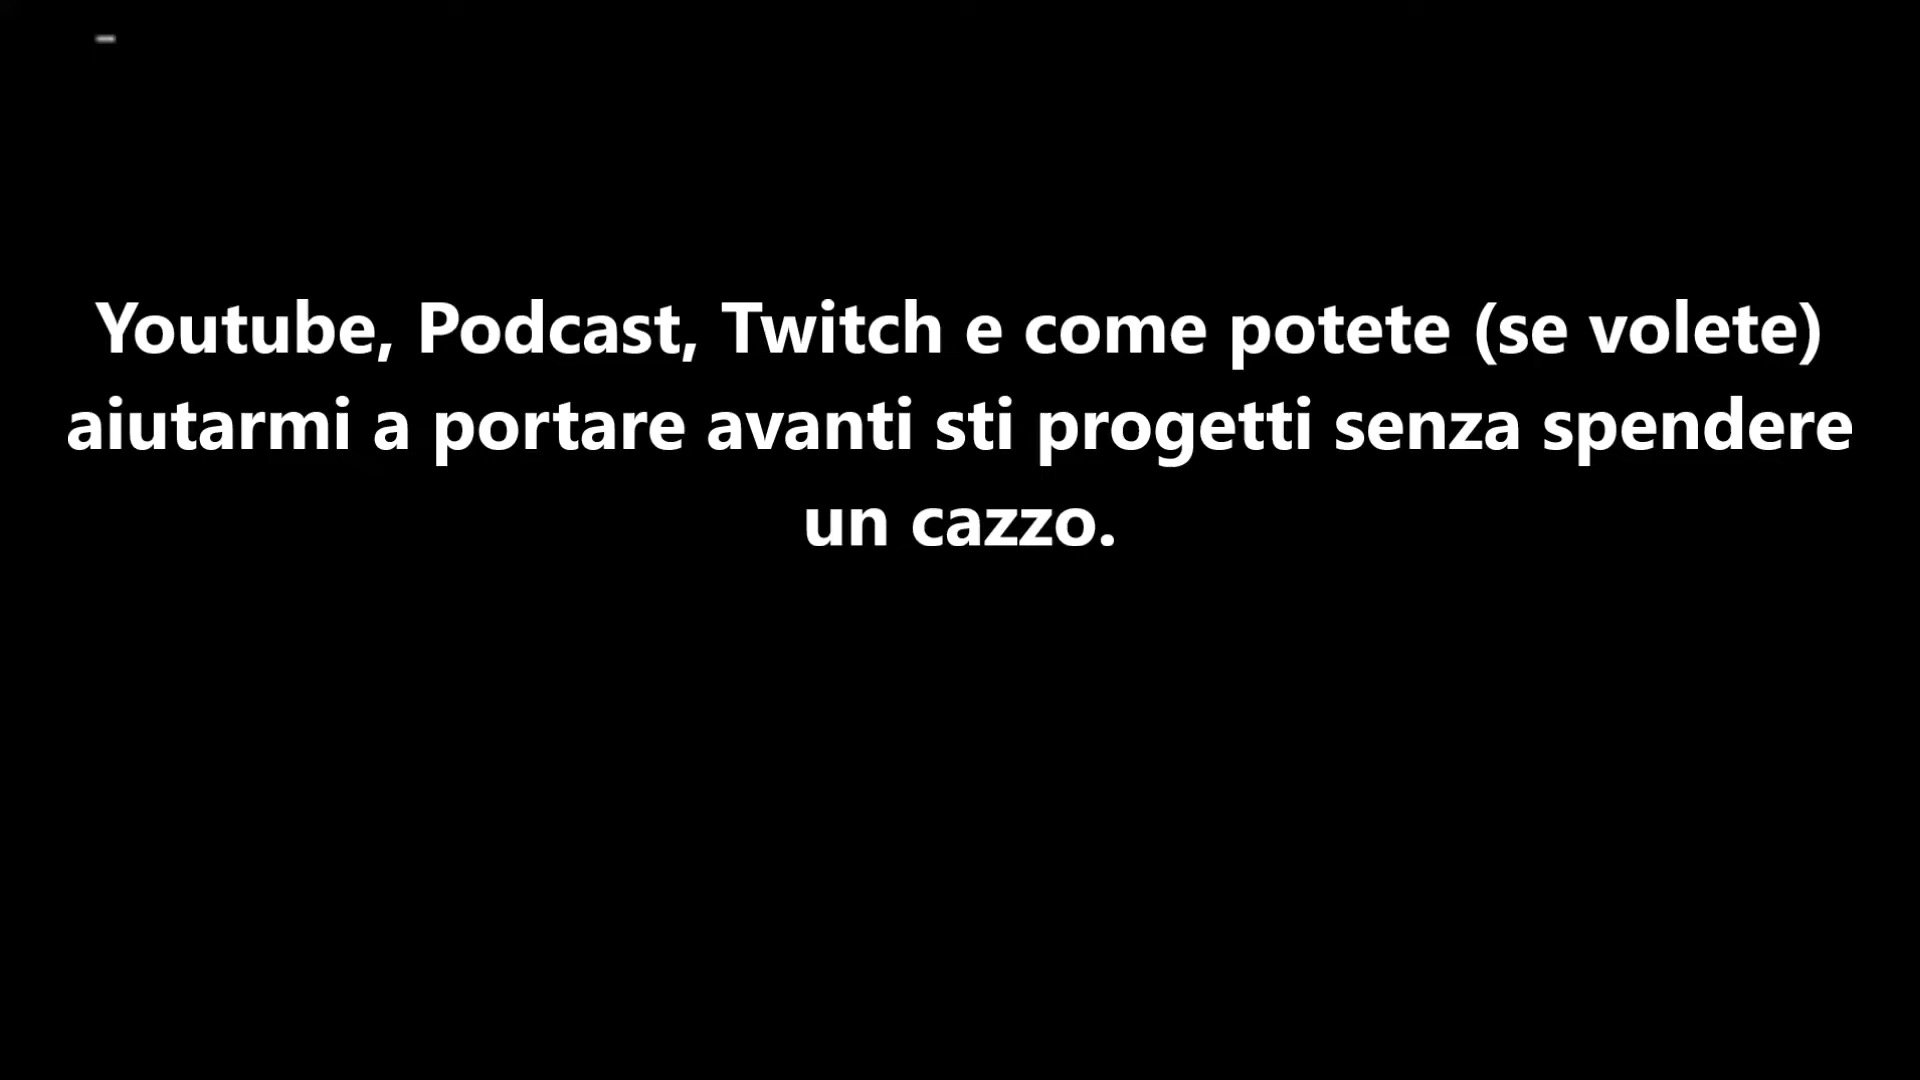 Youtube, Podcast, Twitch e come potete (se volete)
aiutarmi a portare avanti sti progetti senza spendere
un cazzo.